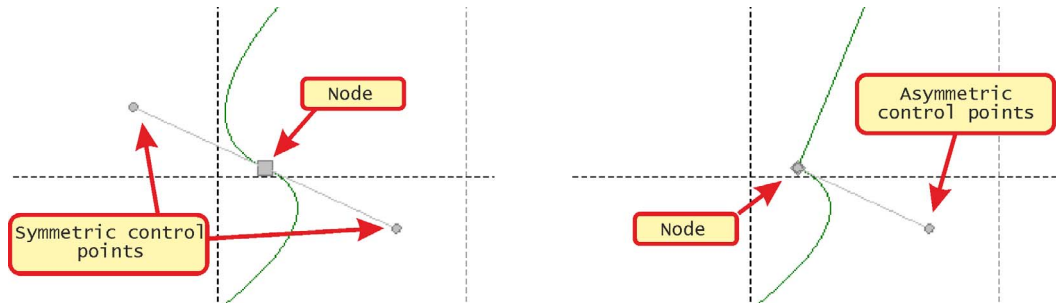 Node
Symmetric control
points
Asymmetric
control points
Node